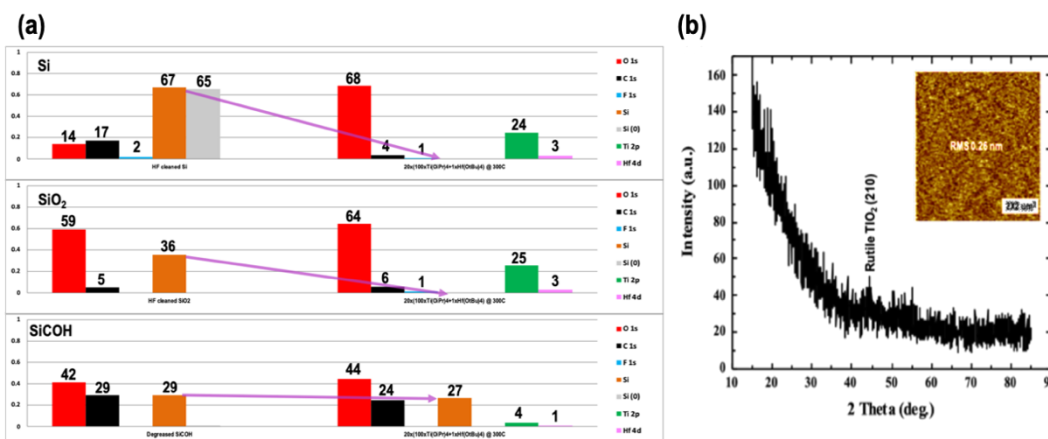 (a)
Si
1
0.8
0.6
0.4
0.2
0
14
17
2
67
65
68
4
1
24
3
HF cleaned Si
20x(100xTi(OiPr)4+1xHf(OtBu)4) @ 300C
O 1s
C 1s
F 1s
Si
Si (0)
Ti 2p
Hf 4d
SiO2
1
0.8
0.6
0.4
0.2
0
59
5
36
64
6
1
25
3
HF cleaned SiO2
20x(100xTi(OiPr)4+1xHf(OtBu)4) @ 300C
O 1s
C 1s
F 1s
Si
Si (0)
Ti 2p
Hf 4d
SiCOH
1
0.8
0.6
0.4
0.2
0
42
29
29
44
24
27
4
1
Degreased SiCOH
20x(100xTi(OiPr)4+1xHf(OtBu)4) @ 300C
O 1s
C 1s
F 1s
Si
Si (0)
Ti 2p
Hf 4d
(b)
160
140
120
100
80
60
40
20
0
Intensity (a.u.)
Rutile TiO2 (210)
RMS 0.26 nm
2X2 um2
10 20 30 40 50 60 70 80 90
2 Theta (deg.)